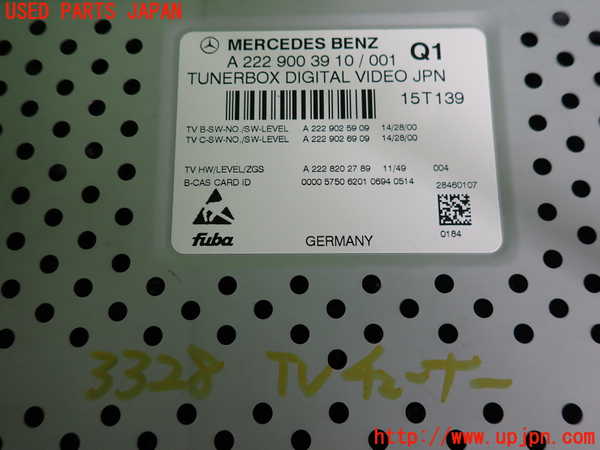 USED PARTS JAPAN
MERCEDES BENZ Q1
A 222 900 39 10 / 001
TUNERBOX DIGITAL VIDEO JPN
15T139
TV B-SW-NO./SW-LEVEL A 222 902 59 09 14/28/00
TV C-SW-NO./SW-LEVEL A 222 902 69 09 14/28/00
TV HW/LEVEL/ZGS A 222 820 27 89 11/49 004
B-CAS CARD ID 0000 5750 6201 0694 0514 28460107
0184
fuba GERMANY
3328 TVチューナー
http://www.upjpn.com